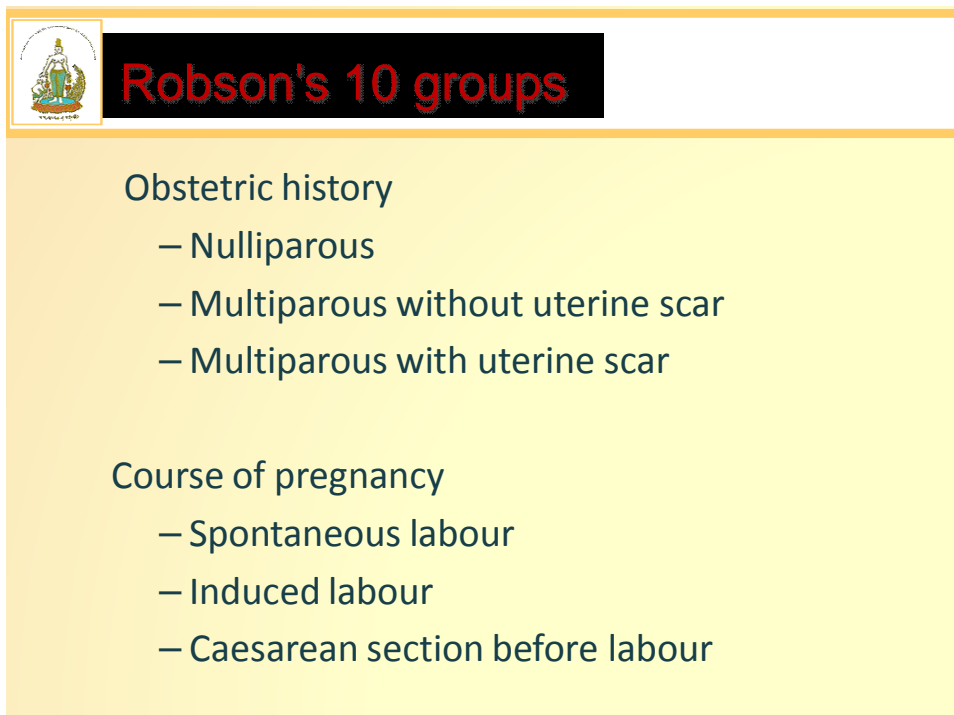 Robson's 10 groups
Obstetric history
– Nulliparous
– Multiparous without uterine scar
– Multiparous with uterine scar
Course of pregnancy
– Spontaneous labour
– Induced labour
– Caesarean section before labour